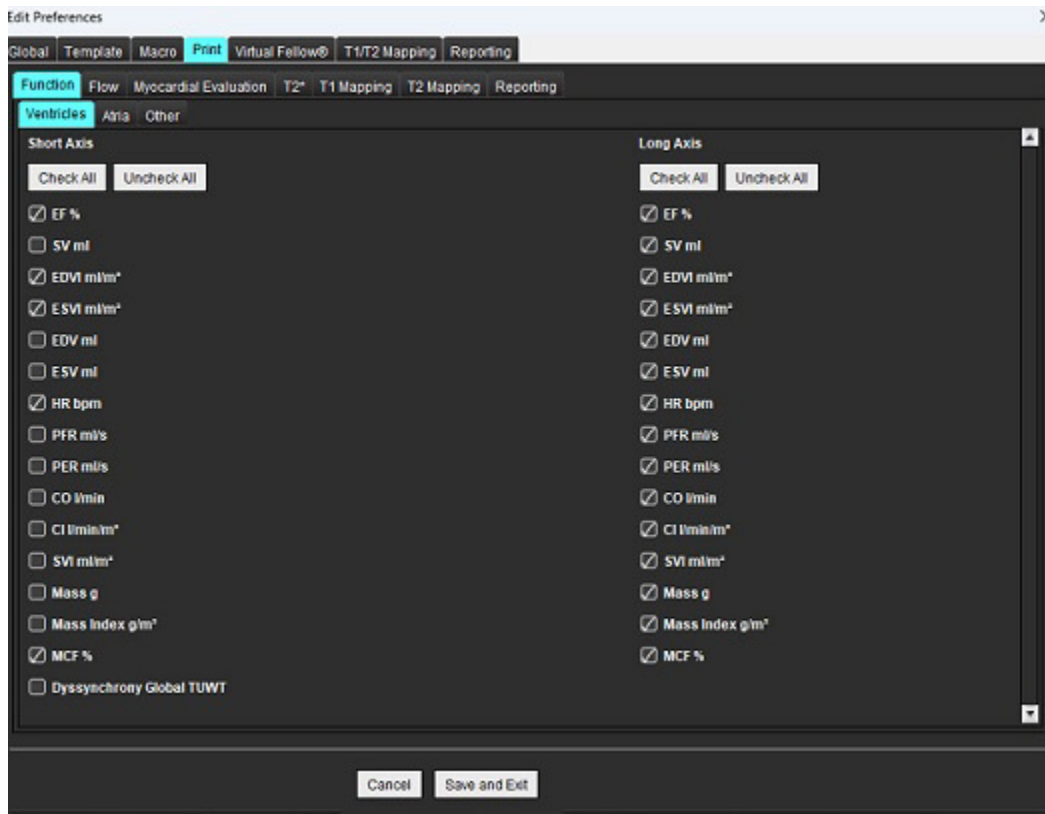 Edit Preferences
Global Template Macro Print Virtual Fellow® T1/T2 Mapping Reporting
Function Flow Myocardial Evaluation T2* T1 Mapping T2 Mapping Reporting
Ventricles Atria Other
Short Axis
Check All Uncheck All
EF %
SV ml
EDVI ml/m²
ESVI ml/m²
EDV ml
ESV ml
HR bpm
PFR ml/s
PER ml/s
CO l/min
CI l/min/m²
SVI ml/m²
Mass g
Mass Index g/m²
MCF %
Dyssynchrony Global TUWT
Long Axis
Check All Uncheck All
EF %
SV ml
EDVI ml/m²
ESVI ml/m²
EDV ml
ESV ml
HR bpm
PFR ml/s
PER ml/s
CO l/min
CI l/min/m²
SVI ml/m²
Mass g
Mass Index g/m²
MCF %
Cancel Save and Exit